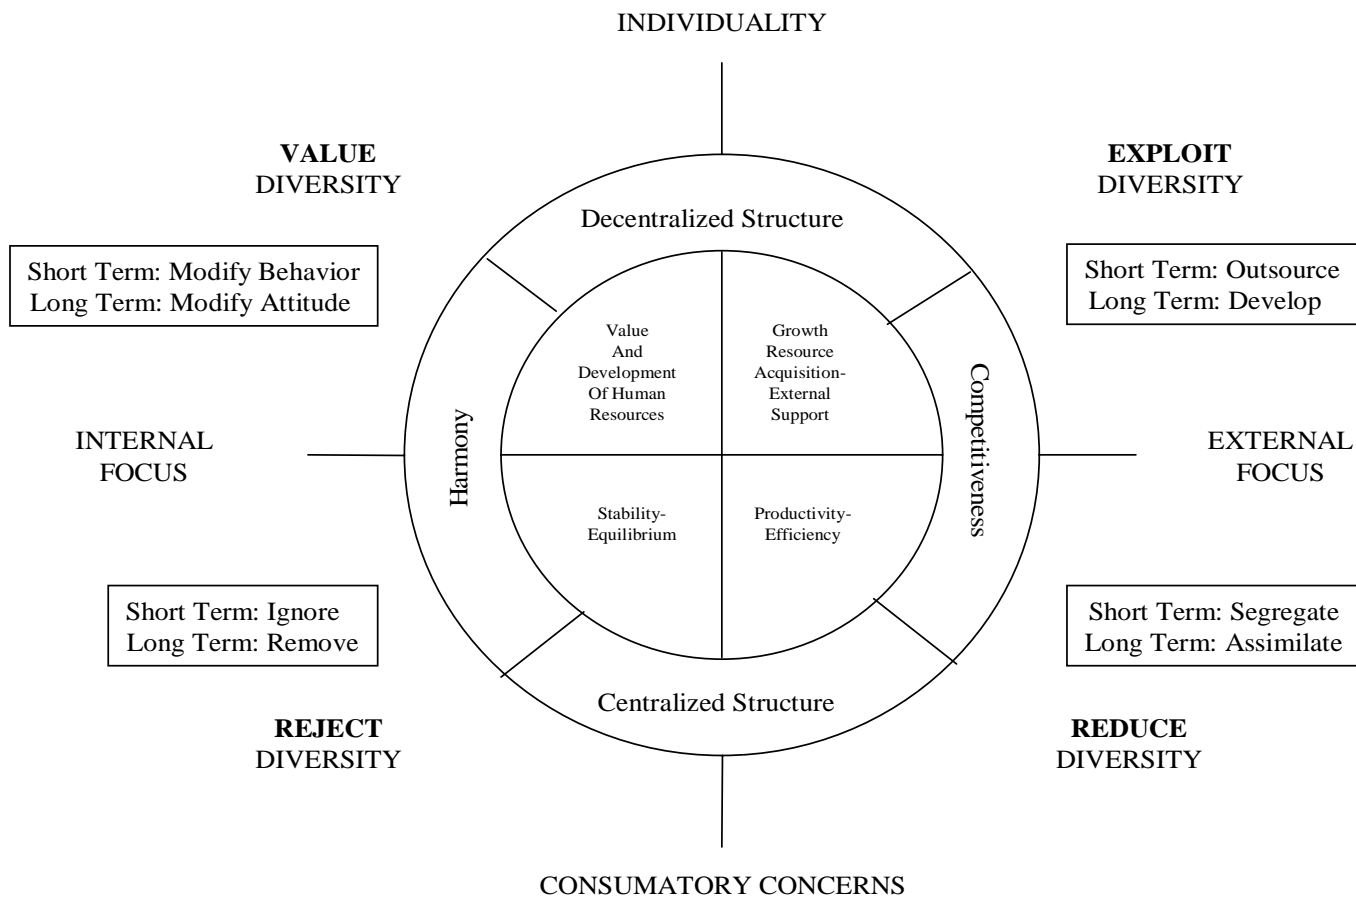 INDIVIDUALITY
VALUE
DIVERSITY
EXPLOIT
DIVERSITY
Decentralized Structure
Short Term: Modify Behavior
Long Term: Modify Attitude
Short Term: Outsource
Long Term: Develop
Value
And
Development
Of Human
Resources
Growth
Resource
Acquisition-
External
Support
INTERNAL
FOCUS
Harmony
Competitiveness
EXTERNAL
FOCUS
Stability-
Equilibrium
Productivity-
Efficiency
Short Term: Ignore
Long Term: Remove
Short Term: Segregate
Long Term: Assimilate
Centralized Structure
REJECT
DIVERSITY
REDUCE
DIVERSITY
CONSUMATORY CONCERNS